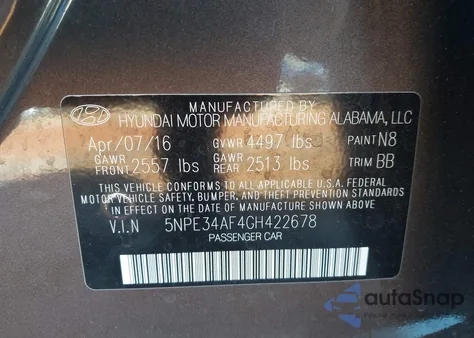 MANUFACTURED BY
HYUNDAI MOTOR MANUFACTURING ALABAMA, LLC
Apr/07/16 GVWR 4497 lbs PAINT N8
GAWR FRONT 2557 lbs GAWR REAR 2513 lbs TRIM BB
THIS VEHICLE CONFORMS TO ALL APPLICABLE U.S.A. FEDERAL
MOTOR VEHICLE SAFETY, BUMPER, AND THEFT PREVENTION
STANDARDS IN EFFECT ON THE DATE OF MANUFACTURE SHOWN ABOVE
V.I.N 5NPE34AF4GH422678
PASSENGER CAR
autoSnap